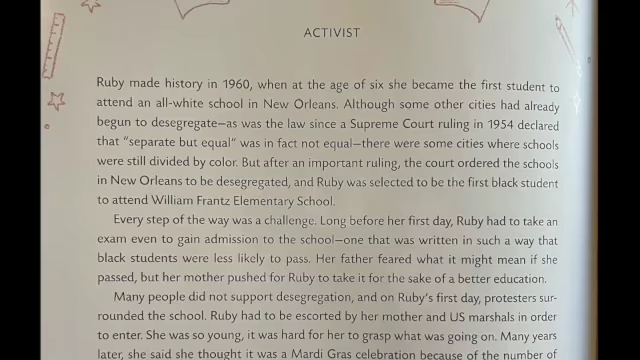 ACTIVIST
Ruby made history in 1960, when at the age of six she became the first student to
attend an all-white school in New Orleans. Although some other cities had already
begun to desegregate—as was the law since a Supreme Court ruling in 1954 declared
that “separate but equal” was in fact not equal—there were some cities where schools
were still divided by color. But after an important ruling, the court ordered the schools
in New Orleans to be desegregated, and Ruby was selected to be the first black student
to attend William Frantz Elementary School.
Every step of the way was a challenge. Long before her first day, Ruby had to take an
exam even to gain admission to the school—one that was written in such a way that
black students were less likely to pass. Her father feared what it might mean if she
passed, but her mother pushed for Ruby to take it for the sake of a better education.
Many people did not support desegregation, and on Ruby’s first day, protesters sur-
rounded the school. Ruby had to be escorted by her mother and US marshals in order
to enter. She was so young, it was hard for her to grasp what was going on. Many years
later, she said she thought it was a Mardi Gras celebration because of the number of